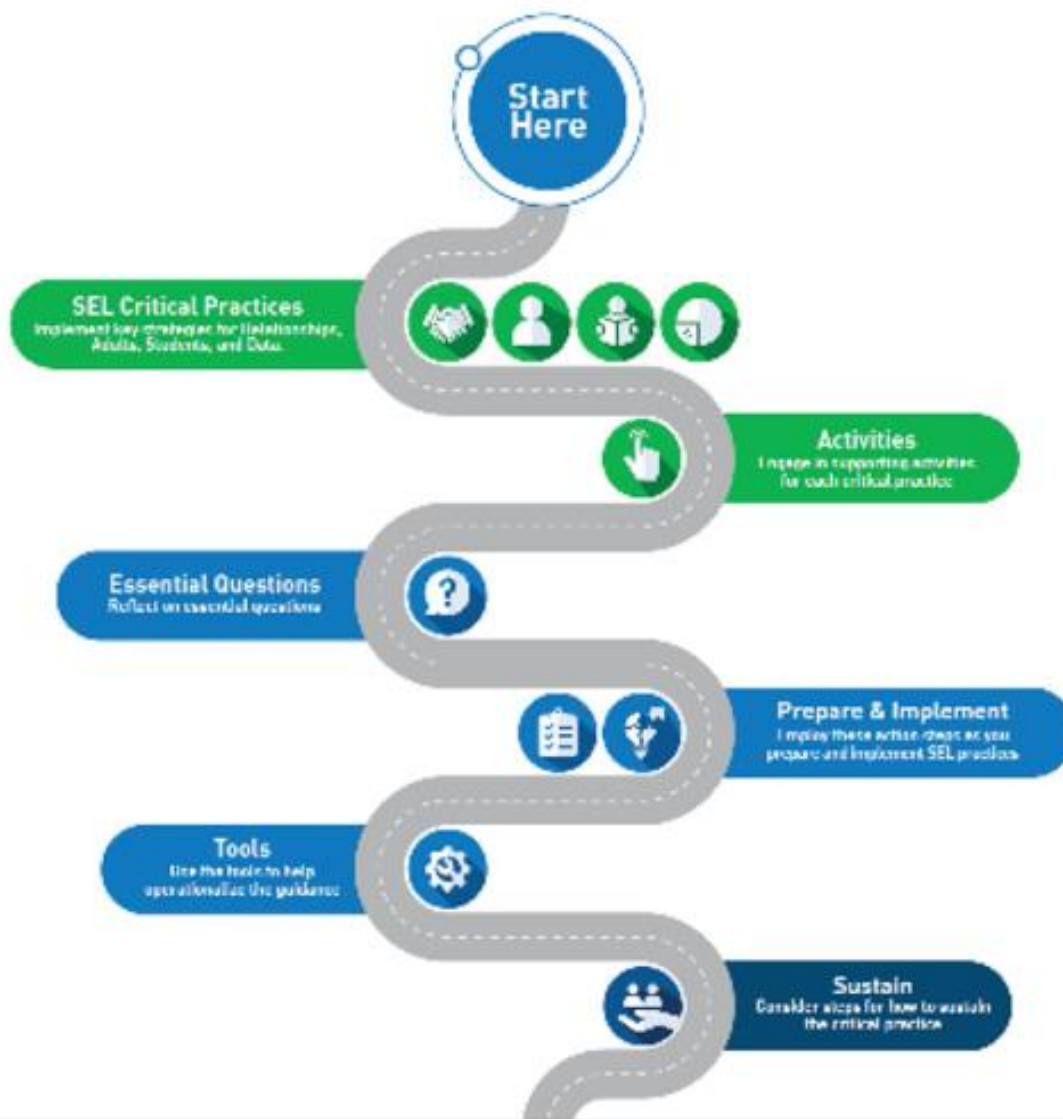 Start
Here
SEL Critical Practices
Implement key strategies for Relationships,
Adults, Students, and Data.
Activities
Engage in supporting activities
for each critical practice
Essential Questions
Reflect on essential questions
Prepare & Implement
Employ these action steps as you
prepare and implement SEL practices
Tools
Use the tools to help
operationalize the guidance
Sustain
Consider steps for how to sustain
the critical practice